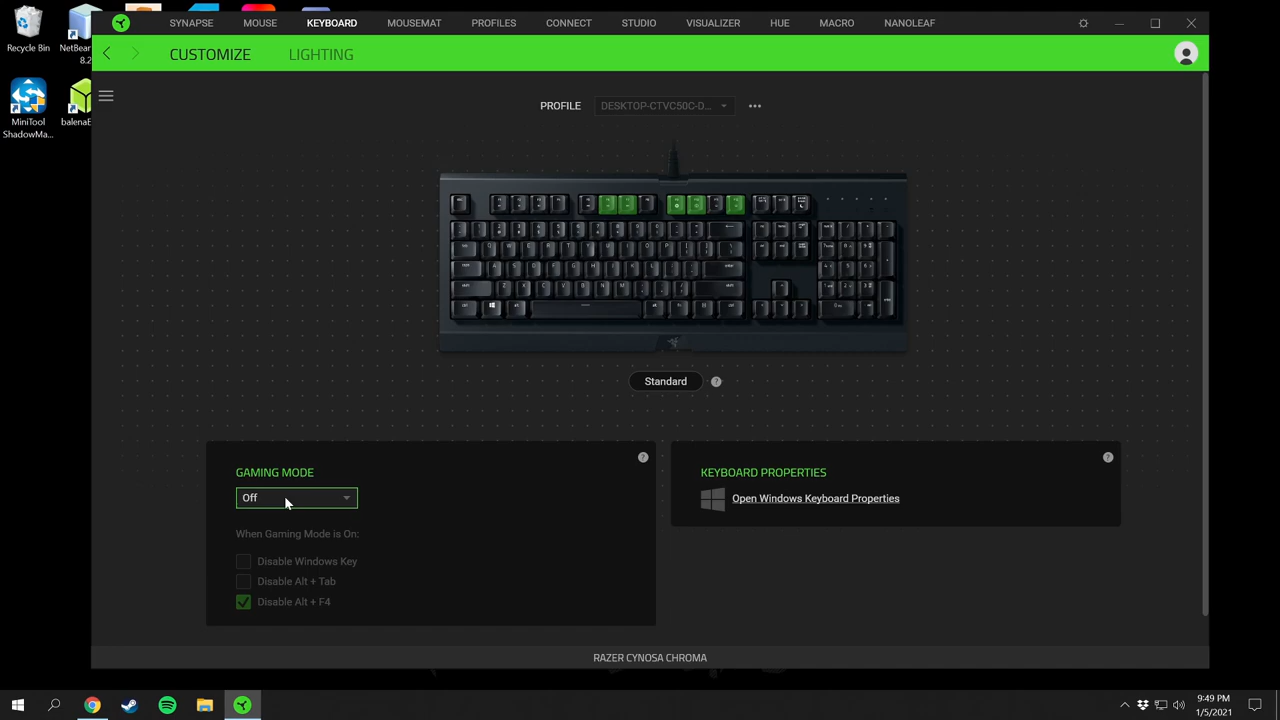 Recycle Bin
NetBean
8.2
MiniTool
ShadowMa...
balenaE
SYNAPSE
MOUSE
KEYBOARD
MOUSEMAT
PROFILES
CONNECT
STUDIO
VISUALIZER
HUE
MACRO
NANOLEAF
CUSTOMIZE
LIGHTING
PROFILE
DESKTOP-CTVC50C-D...
Standard
GAMING MODE
Off
When Gaming Mode is On:
Disable Windows Key
Disable Alt + Tab
Disable Alt + F4
KEYBOARD PROPERTIES
Open Windows Keyboard Properties
RAZER CYNOSA CHROMA
9:49 PM
1/5/2021